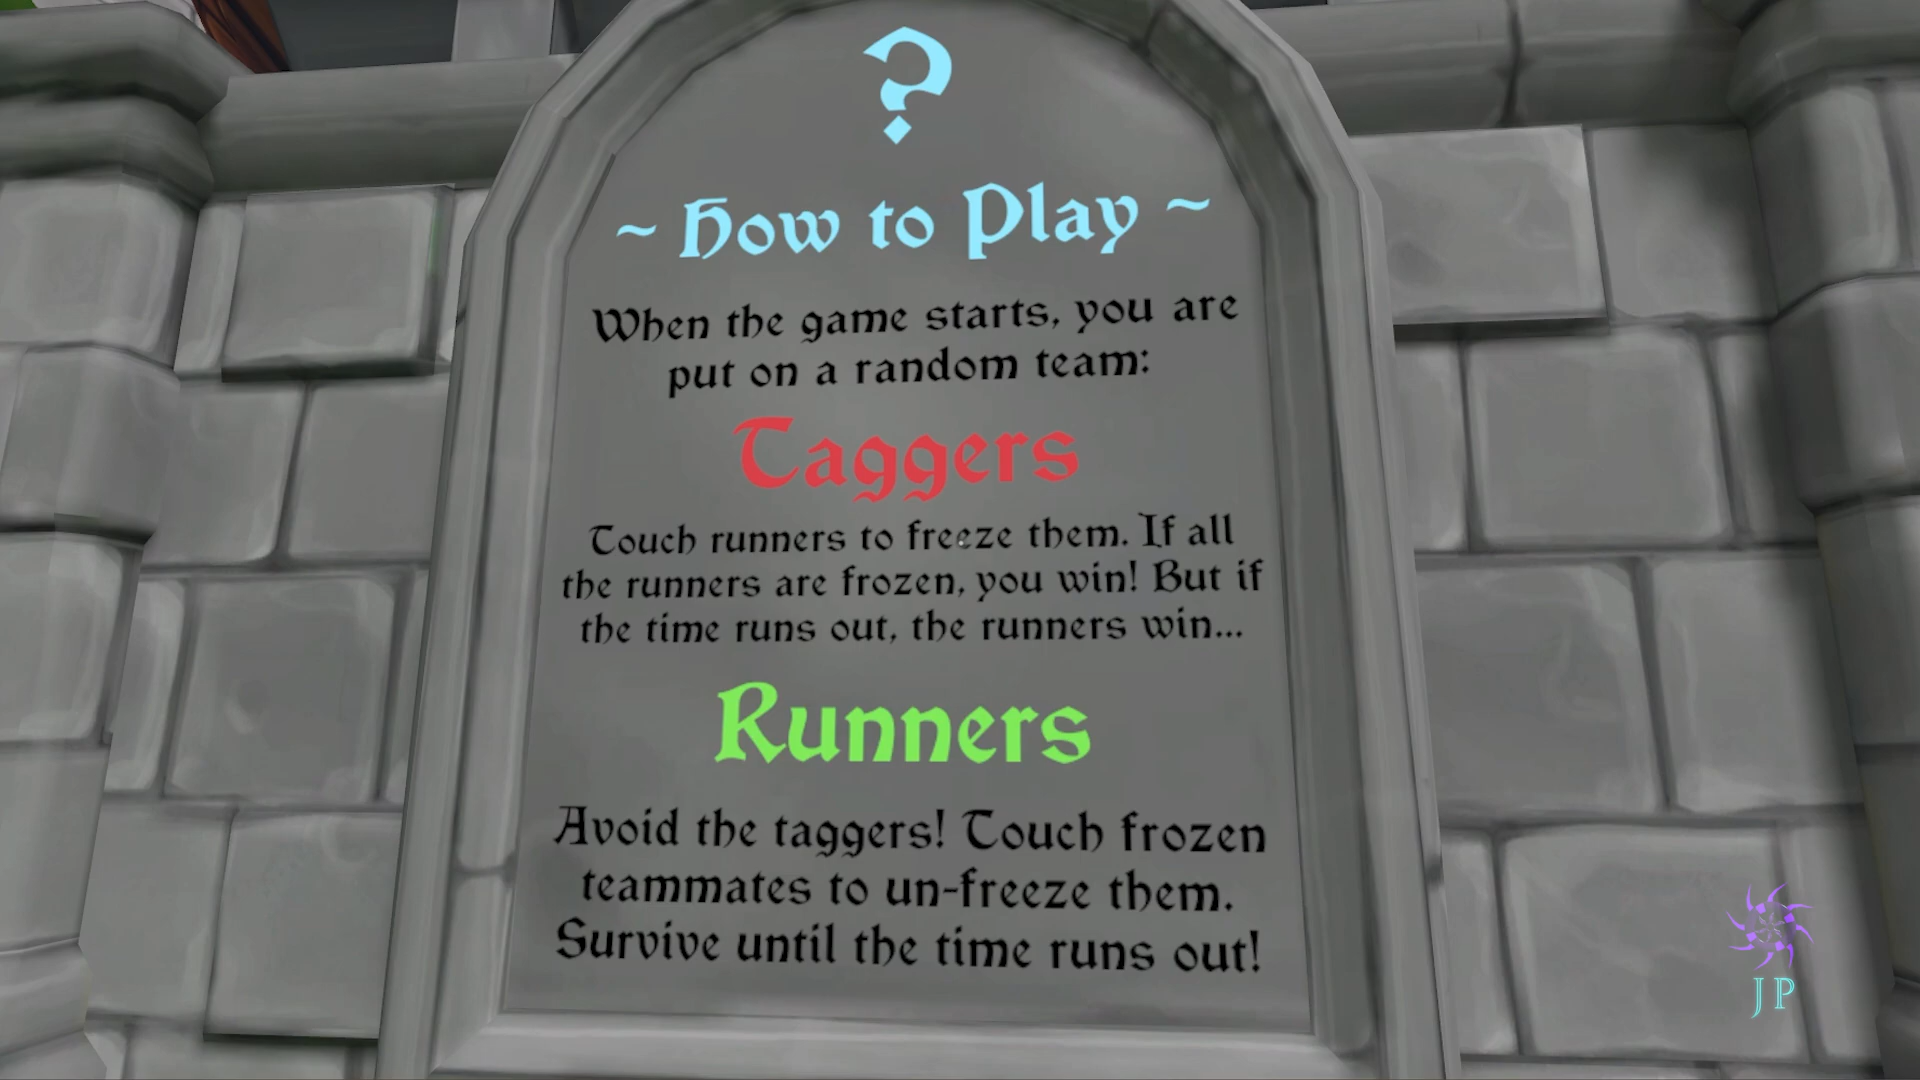 ?
~ How to Play ~
When the game starts, you are
put on a random team:
Taggers
Touch runners to freeze them. If all
the runners are frozen, you win! But if
the time runs out, the runners win...
Runners
Avoid the taggers! Touch frozen
teammates to un-freeze them.
Survive until the time runs out!
JP